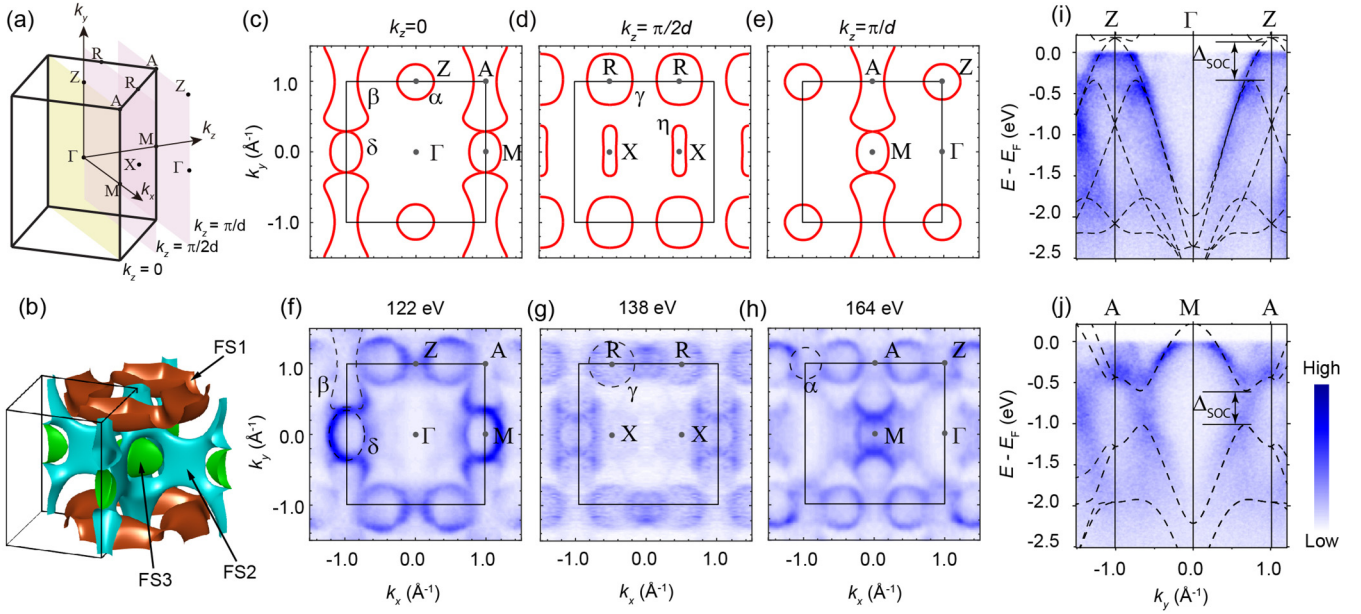 (a)
k_y
R
A
Z
R
Z
A
k_z
M
Γ
X
Γ
M
k_x
k_z = π/d
k_z = π/2d
k_z = 0
(b)
FS1
FS3
FS2
(c)
k_z=0
Z
A
β
α
δ
Γ
M
k_y (Å⁻¹)
1.0
0.0
-1.0
(d)
k_z= π/2d
R
R
γ
η
X
X
(e)
k_z=π/d
A
Z
M
Γ
(f)
122 eV
Z
A
β
δ
Γ
M
k_y (Å⁻¹)
1.0
0.0
-1.0
-1.0
0.0
1.0
k_x (Å⁻¹)
(g)
138 eV
R
R
γ
X
X
-1.0
0.0
1.0
k_x (Å⁻¹)
(h)
164 eV
A
Z
α
M
Γ
-1.0
0.0
1.0
k_x (Å⁻¹)
(i)
Z
Γ
Z
Δ_SOC
E - E_F (eV)
0.0
-0.5
-1.0
-1.5
-2.0
-2.5
(j)
A
M
A
Δ_SOC
E - E_F (eV)
0.0
-0.5
-1.0
-1.5
-2.0
-2.5
-1.0
0.0
1.0
k_y (Å⁻¹)
High
Low